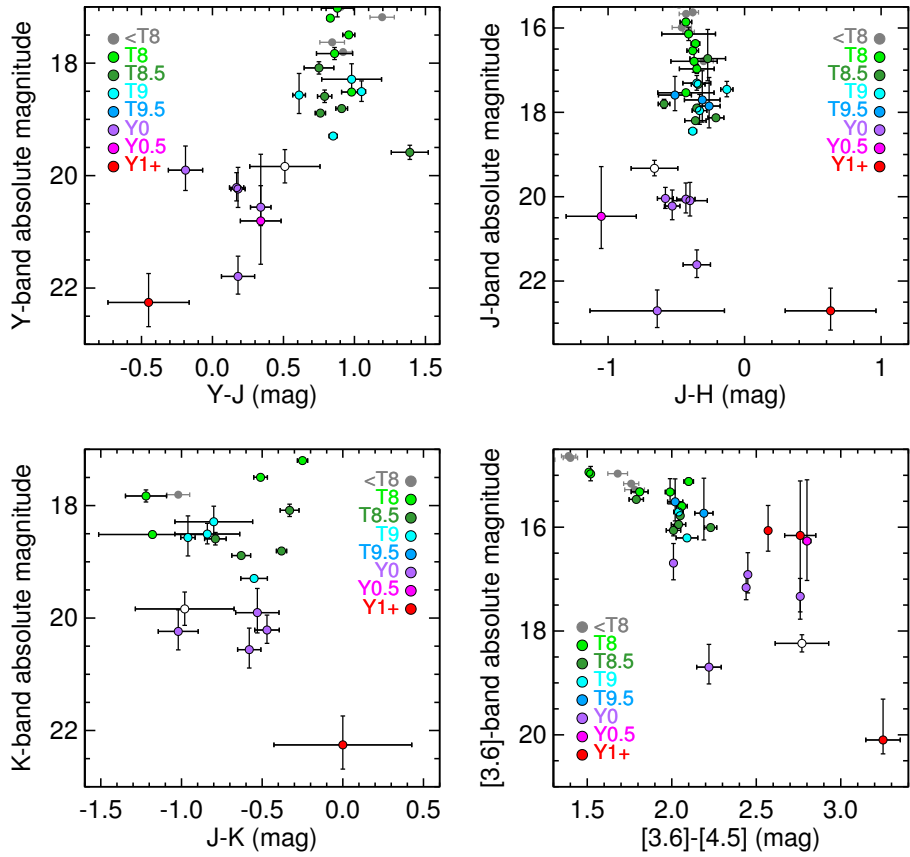 Y-band absolute magnitude
18
20
22
<T8
T8
T8.5
T9
T9.5
Y0
Y0.5
Y1+
-0.5
0.0
0.5
1.0
1.5
Y-J (mag)
J-band absolute magnitude
16
18
20
22
<T8
T8
T8.5
T9
T9.5
Y0
Y0.5
Y1+
-1
0
1
J-H (mag)
K-band absolute magnitude
18
20
22
<T8
T8
T8.5
T9
T9.5
Y0
Y0.5
Y1+
-1.5
-1.0
-0.5
0.0
0.5
J-K (mag)
[3.6]-band absolute magnitude
16
18
20
<T8
T8
T8.5
T9
T9.5
Y0
Y0.5
Y1+
1.5
2.0
2.5
3.0
[3.6]-[4.5] (mag)